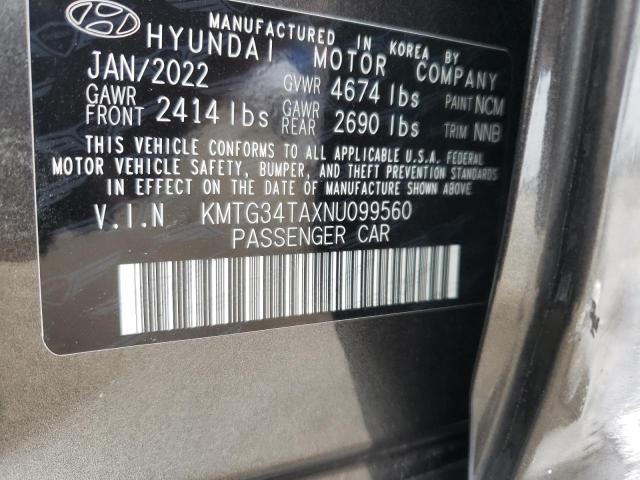 MANUFACTURED IN KOREA BY
HYUNDAI MOTOR COMPANY
JAN/2022 GVWR 4674 lbs PAINT NCM
GAWR FRONT 2414 lbs GAWR REAR 2690 lbs TRIM NNB
THIS VEHICLE CONFORMS TO ALL APPLICABLE U.S.A. FEDERAL
MOTOR VEHICLE SAFETY, BUMPER, AND THEFT PREVENTION STANDARDS
IN EFFECT ON THE DATE OF MANUFACTURE SHOWN ABOVE.
V.I.N KMTG34TAXNU099560
PASSENGER CAR